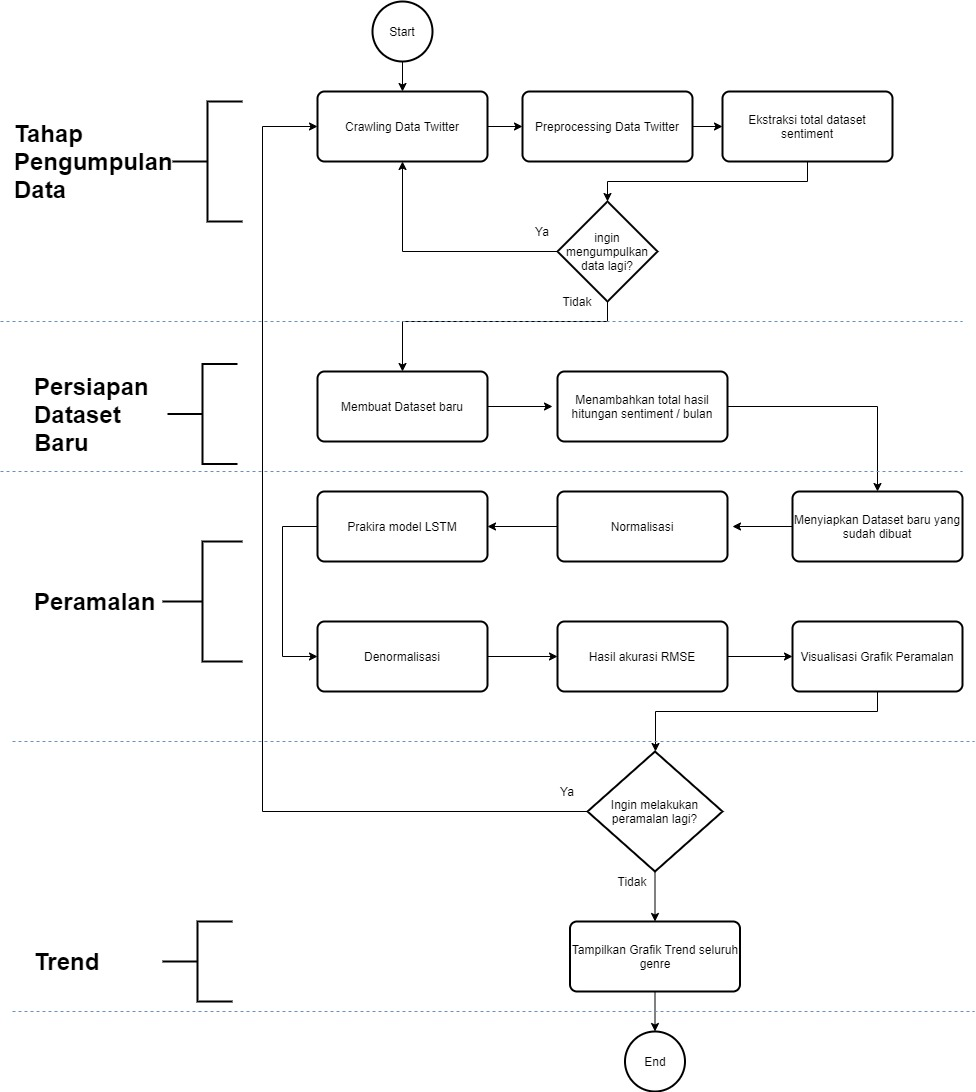 Start
Tahap
Pengumpulan
Data
Crawling Data Twitter
Preprocessing Data Twitter
Ekstraksi total dataset
sentiment
Ya
ingin
mengumpulkan
data lagi?
Tidak
Persiapan
Dataset
Baru
Membuat Dataset baru
Menambahkan total hasil
hitungan sentiment / bulan
Peramalan
Prakira model LSTM
Normalisasi
Menyiapkan Dataset baru yang
sudah dibuat
Denormalisasi
Hasil akurasi RMSE
Visualisasi Grafik Peramalan
Ya
Ingin melakukan
peramalan lagi?
Tidak
Trend
Tampilkan Grafik Trend seluruh
genre
End